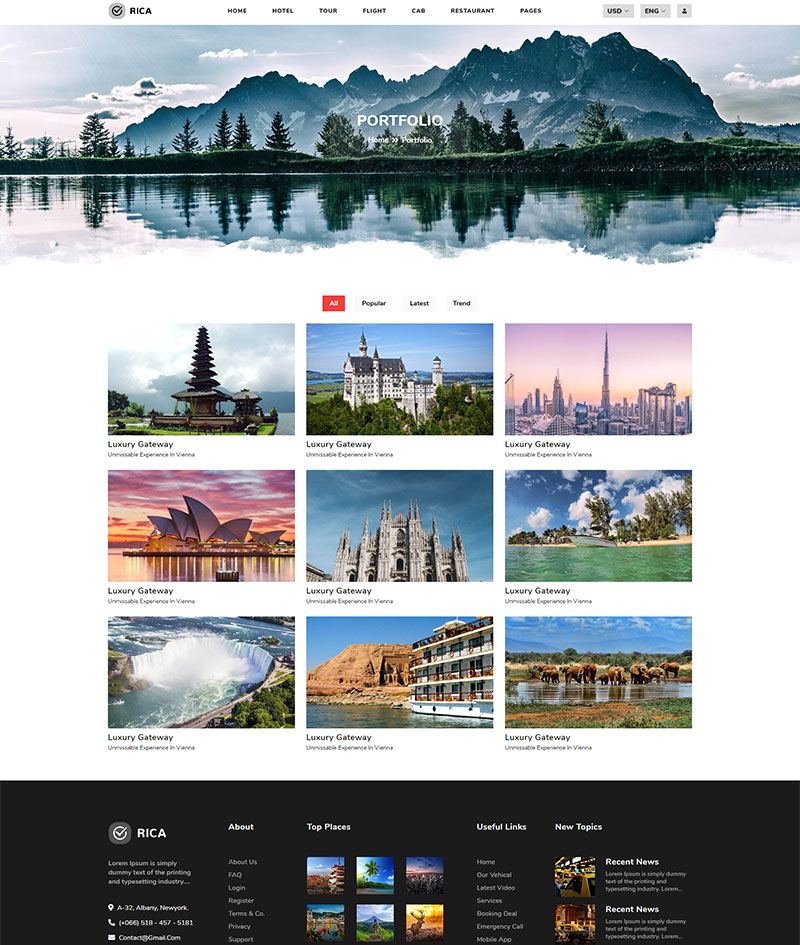 RICA
HOME HOTEL TOUR FLIGHT CAB RESTAURANT PAGES
USD ENG
PORTFOLIO
Home » Portfolio
All Popular Latest Trend
Luxury Gateway
Unmissable Experience In Vienna
Luxury Gateway
Unmissable Experience In Vienna
Luxury Gateway
Unmissable Experience In Vienna
Luxury Gateway
Unmissable Experience In Vienna
Luxury Gateway
Unmissable Experience In Vienna
Luxury Gateway
Unmissable Experience In Vienna
Luxury Gateway
Unmissable Experience In Vienna
Luxury Gateway
Unmissable Experience In Vienna
Luxury Gateway
Unmissable Experience In Vienna
RICA
Lorem Ipsum is simply
dummy text of the printing
and typesetting industry....
A-32, Albany, Newyork.
(+066) 518 - 457 - 5181
Contact@Gmail.Com
About
About Us
FAQ
Login
Register
Terms & Co.
Privacy
Support
Top Places
Useful Links
Home
Our Vehical
Latest Video
Services
Booking Deal
Emergency Call
Mobile App
New Topics
Recent News
Lorem Ipsum is simply dummy
text of the printing and
typesetting industry. Lorem...
Recent News
Lorem Ipsum is simply dummy
text of the printing and
typesetting industry. Lorem...